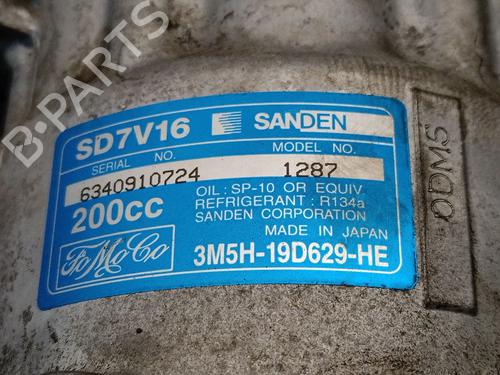 B-PARTS
SD7V16 SANDEN
SERIAL NO. MODEL NO.
6340910724 1287
200cc OIL : SP-10 OR EQUIV.
REFRIGERANT : R134a
SANDEN CORPORATION
MADE IN JAPAN
FoMoCo 3M5H-19D629-HE
ODM5